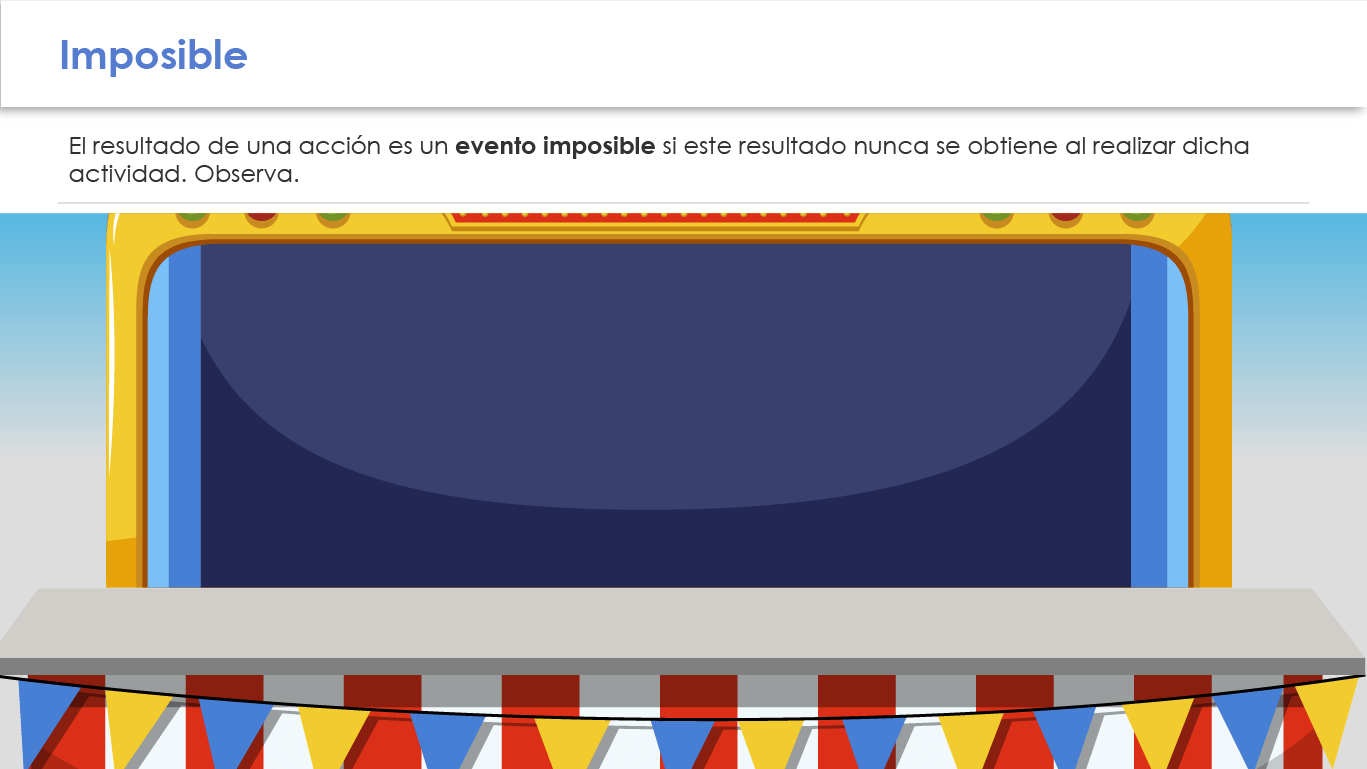 Imposible
El resultado de una acción es un evento imposible si este resultado nunca se obtiene al realizar dicha
actividad. Observa.